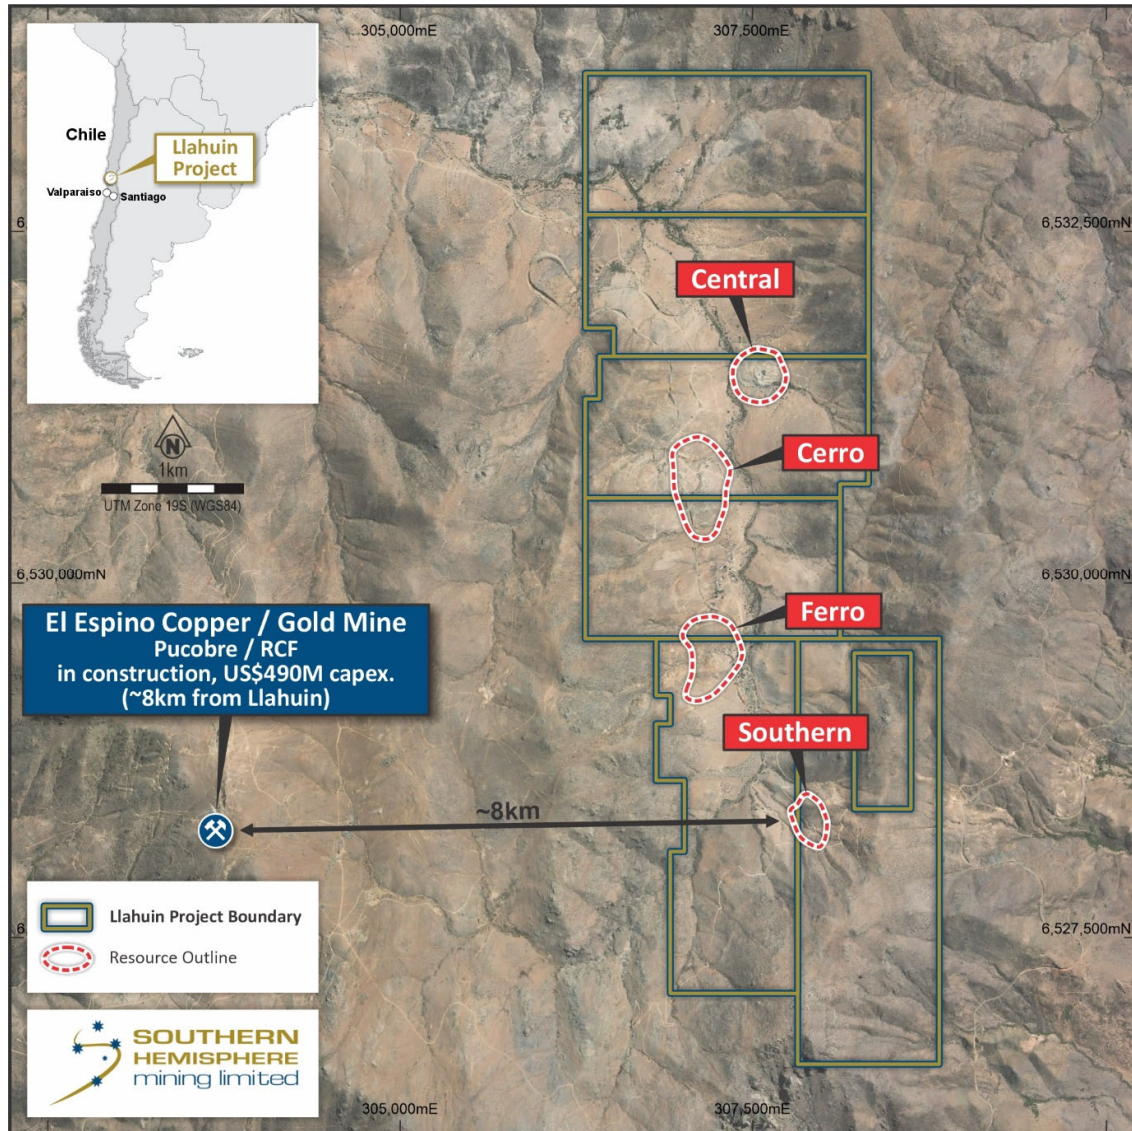 305,000mE
307,500mE
Chile
Llahuin
Project
Valparaiso
Santiago
6,
6,532,500mN
Central
N
1km
UTM Zone 19S (WGS84)
Cerro
6,530,000mN
6,530,000mN
El Espino Copper / Gold Mine
Pucobre / RCF
in construction, US$490M capex.
(~8km from Llahuin)
Ferro
Southern
~8km
Llahuin Project Boundary
Resource Outline
6,
6,527,500mN
SOUTHERN
HEMISPHERE
mining limited
305,000mE
307,500mE